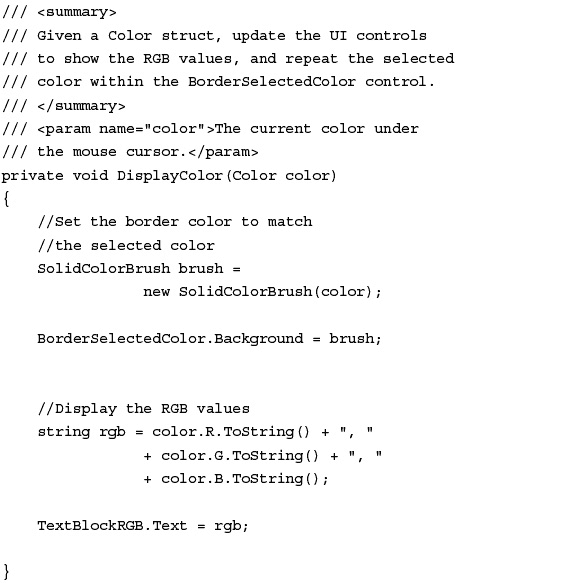 /// <summary>
/// Given a Color struct, update the UI controls
/// to show the RGB values, and repeat the selected
/// color within the BorderSelectedColor control.
/// </summary>
/// <param name="color">The current color under
/// the mouse cursor.</param>
private void DisplayColor(Color color)
{
    //Set the border color to match
    //the selected color
    SolidColorBrush brush =
                new SolidColorBrush(color);
    BorderSelectedColor.Background = brush;
    //Display the RGB values
    string rgb = color.R.ToString() + ", "
                + color.G.ToString() + ", "
                + color.B.ToString();
    TextBlockRGB.Text = rgb;
}